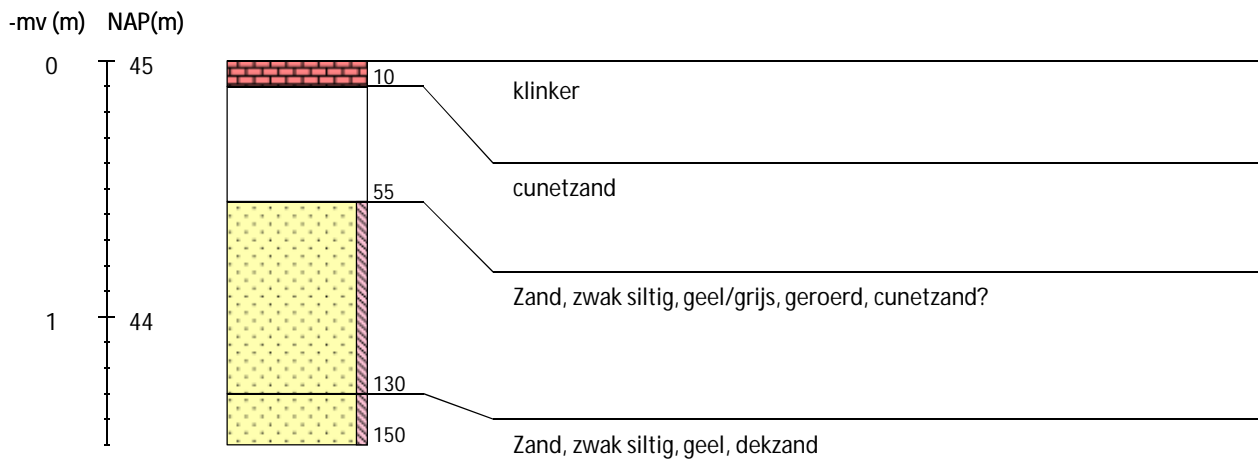 -mv (m) NAP(m)
0 45
10
klinker
55
cunetzand
Zand, zwak siltig, geel/grijs, geroerd, cunetzand?
1 44
130
150
Zand, zwak siltig, geel, dekzand